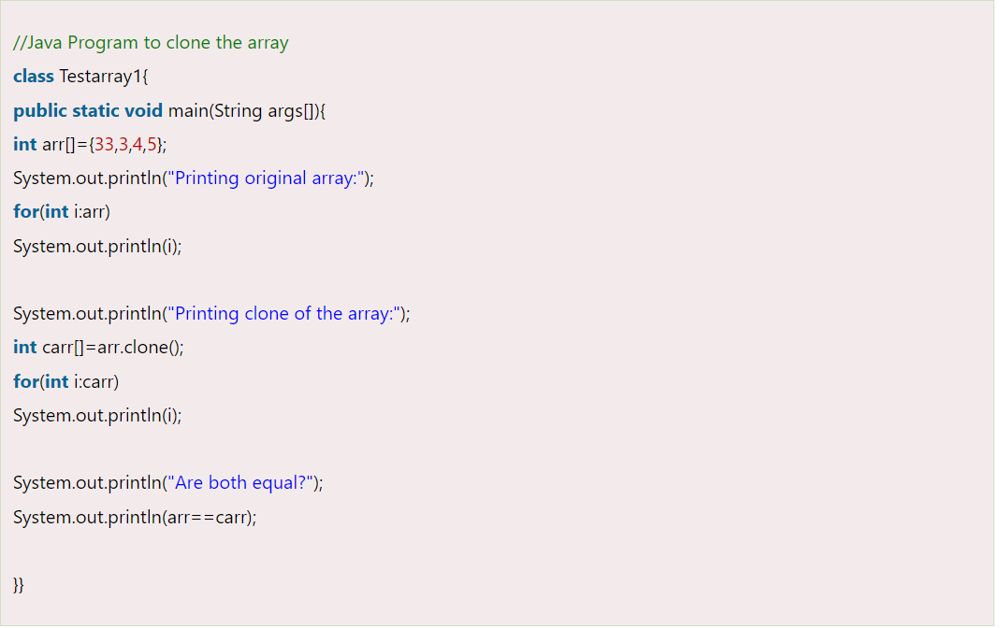 //Java Program to clone the array
class Testarray1{
public static void main(String args[]){
int arr[]={33,3,4,5};
System.out.println("Printing original array:");
for(int i:arr)
System.out.println(i);
System.out.println("Printing clone of the array:");
int carr[]=arr.clone();
for(int i:carr)
System.out.println(i);
System.out.println("Are both equal?");
System.out.println(arr==carr);
}}